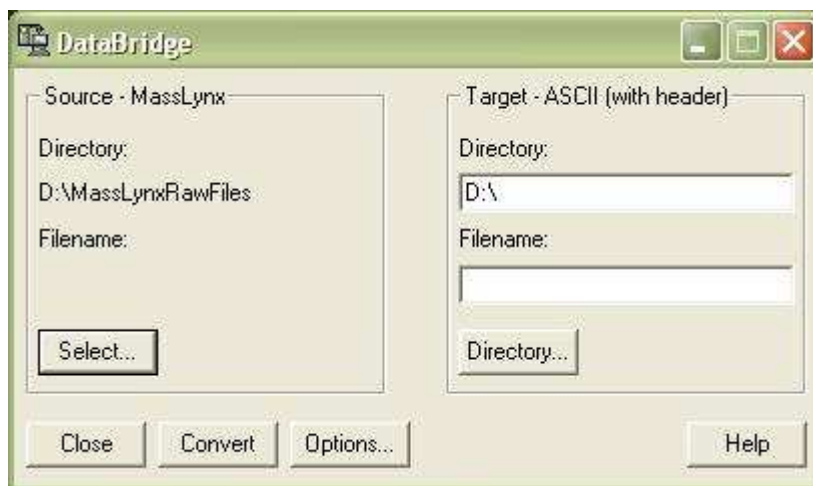 DataBridge
Source - MassLynx
Directory:
D:\MassLynxRawFiles
Filename:
Select...
Target - ASCII (with header)
Directory:
D:\
Filename:
Directory...
Close
Convert
Options...
Help